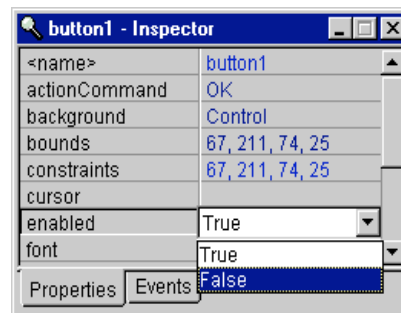 button1 - Inspector
<name> button1
actionCommand OK
background Control
bounds 67, 211, 74, 25
constraints 67, 211, 74, 25
cursor
enabled True
font True
False
Properties Events